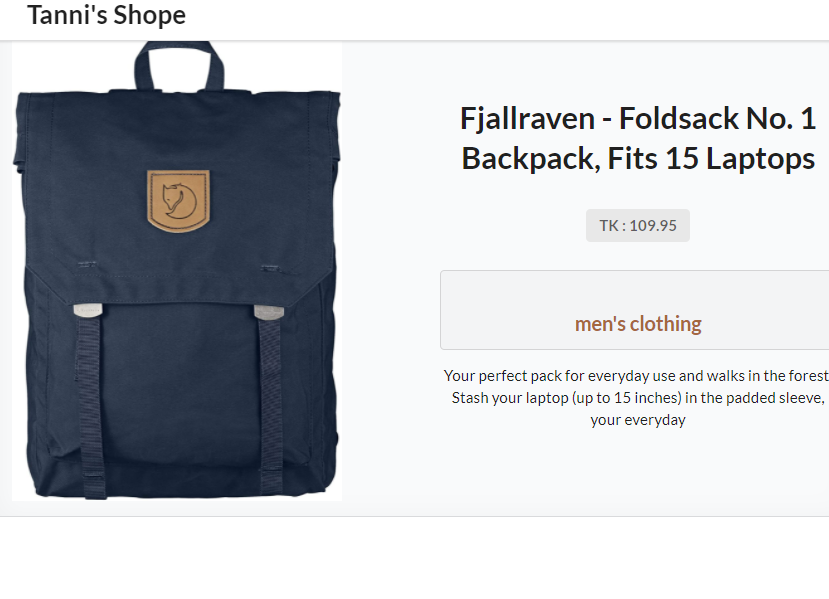 Tanni's Shope
Fjallraven - Foldsack No. 1
Backpack, Fits 15 Laptops
TK : 109.95
men's clothing
Your perfect pack for everyday use and walks in the forest
Stash your laptop (up to 15 inches) in the padded sleeve,
your everyday